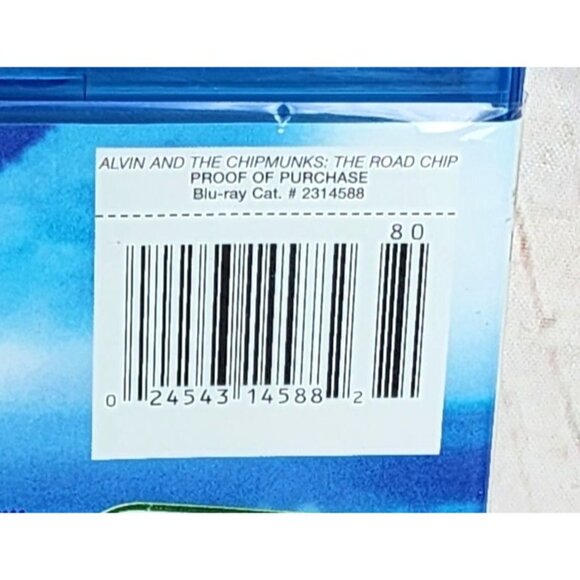 ALVIN AND THE CHIPMUNKS: THE ROAD CHIP
PROOF OF PURCHASE
Blu-ray Cat. # 2314588
80
0 24543 14588 2